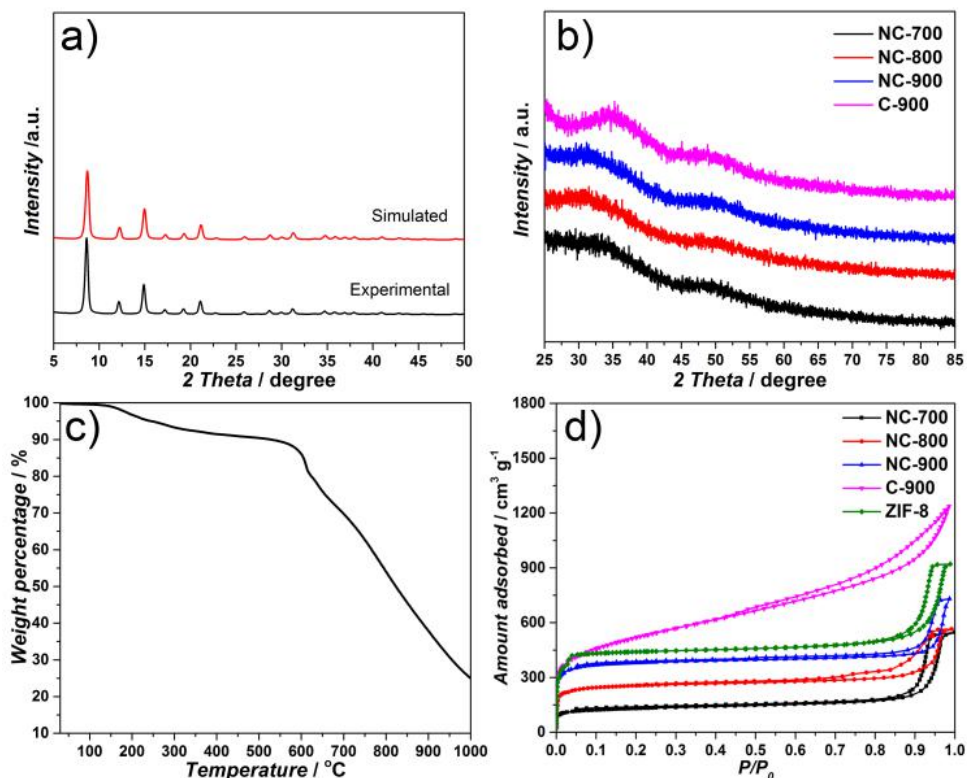 a)
Intensity /a.u.
Simulated
Experimental
5 10 15 20 25 30 35 40 45 50
2 Theta / degree
b)
NC-700
NC-800
NC-900
C-900
Intensity /a.u.
25 30 35 40 45 50 55 60 65 70 75 80 85
2 Theta / degree
c)
Weight percentage / %
100
90
80
70
60
50
40
30
20
10
100 200 300 400 500 600 700 800 900 1000
Temperature / °C
d)
NC-700
NC-800
NC-900
C-900
ZIF-8
Amount adsorbed / cm³ g⁻¹
1800
1500
1200
900
600
300
0
0.0 0.1 0.2 0.3 0.4 0.5 0.6 0.7 0.8 0.9 1.0
P/P₀